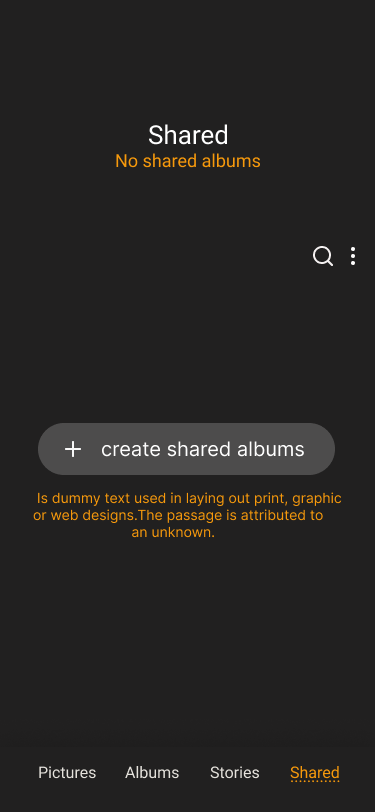 Shared
No shared albums
create shared albums
Is dummy text used in laying out print, graphic
or web designs.The passage is attributed to
an unknown.
Pictures Albums Stories Shared